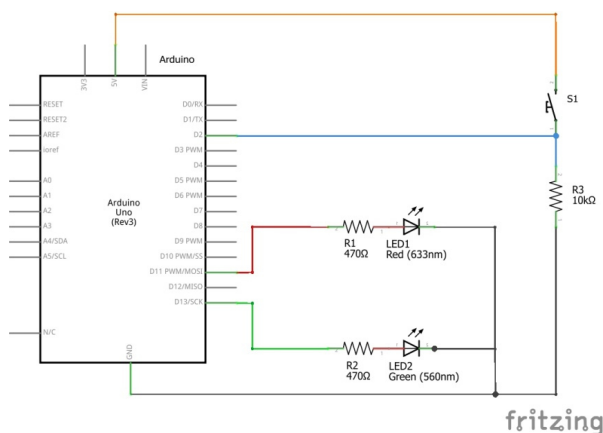 Arduino
3V3
5V
VIN
RESET
RESET2
AREF
ioref
A0
A1
A2
A3
A4/SDA
A5/SCL
N/C
Arduino
Uno
(Rev3)
D0/RX
D1/TX
D2
D3 PWM
D4
D5 PWM
D6 PWM
D7
D8
D9 PWM
D10 PWM/SS
D11 PWM/MOSI
D12/MISO
D13/SCK
GND
S1
R3
10kΩ
R1
470Ω
LED1
Red (633nm)
R2
470Ω
LED2
Green (560nm)
fritzing